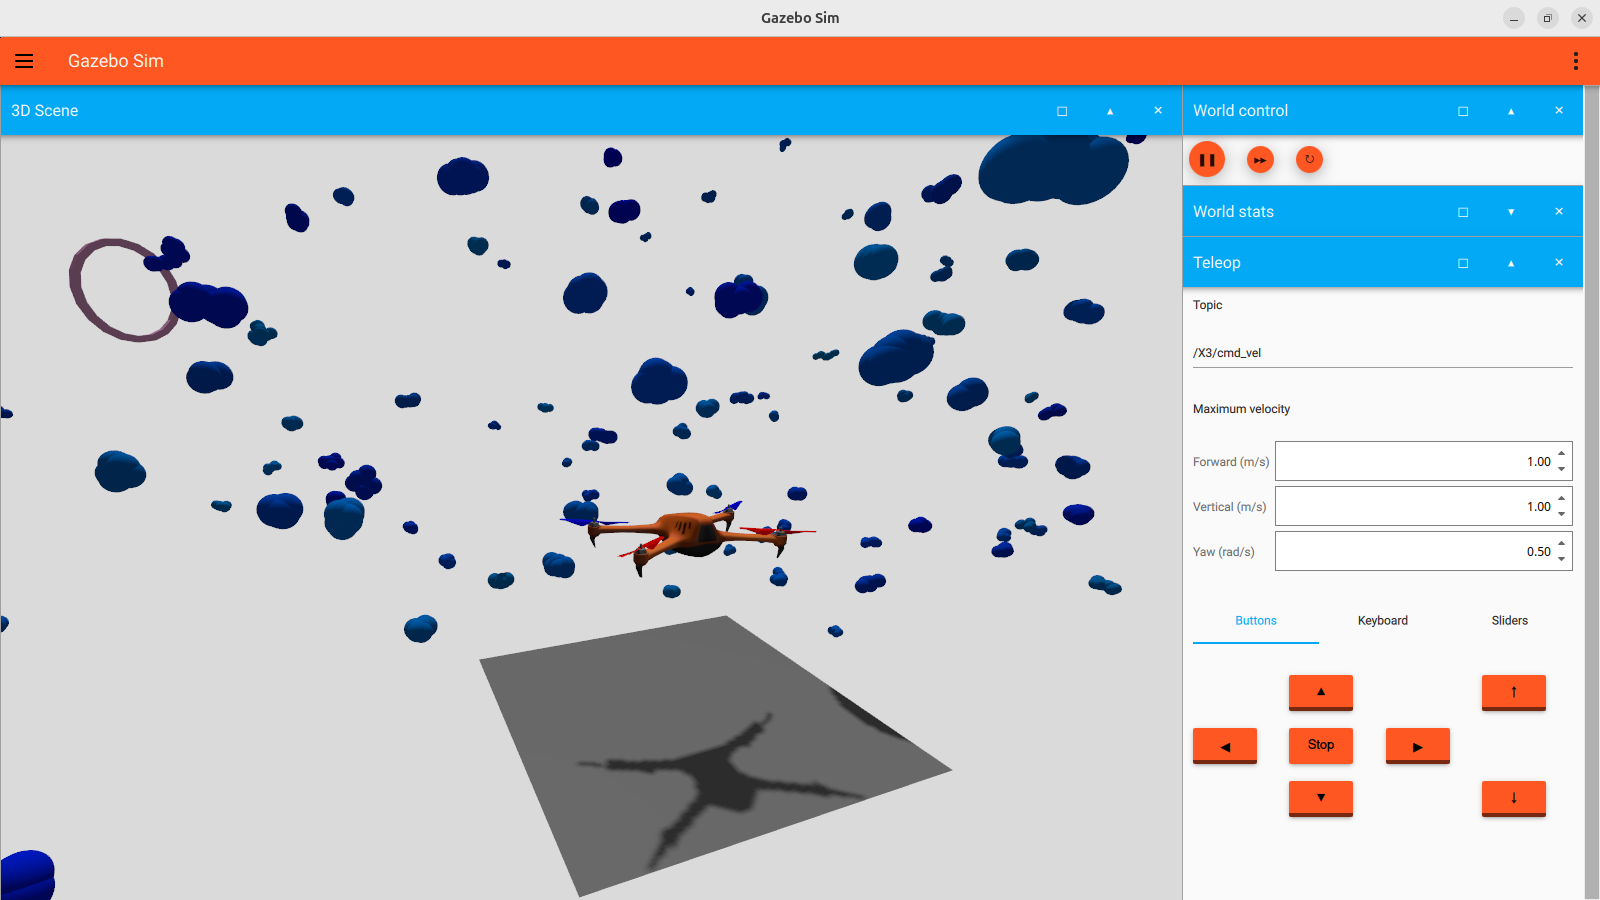 Gazebo Sim
Gazebo Sim
3D Scene
World control
World stats
Teleop
Topic
/X3/cmd_vel
Maximum velocity
Forward (m/s) 1.00
Vertical (m/s) 1.00
Yaw (rad/s) 0.50
Buttons Keyboard Sliders
Stop